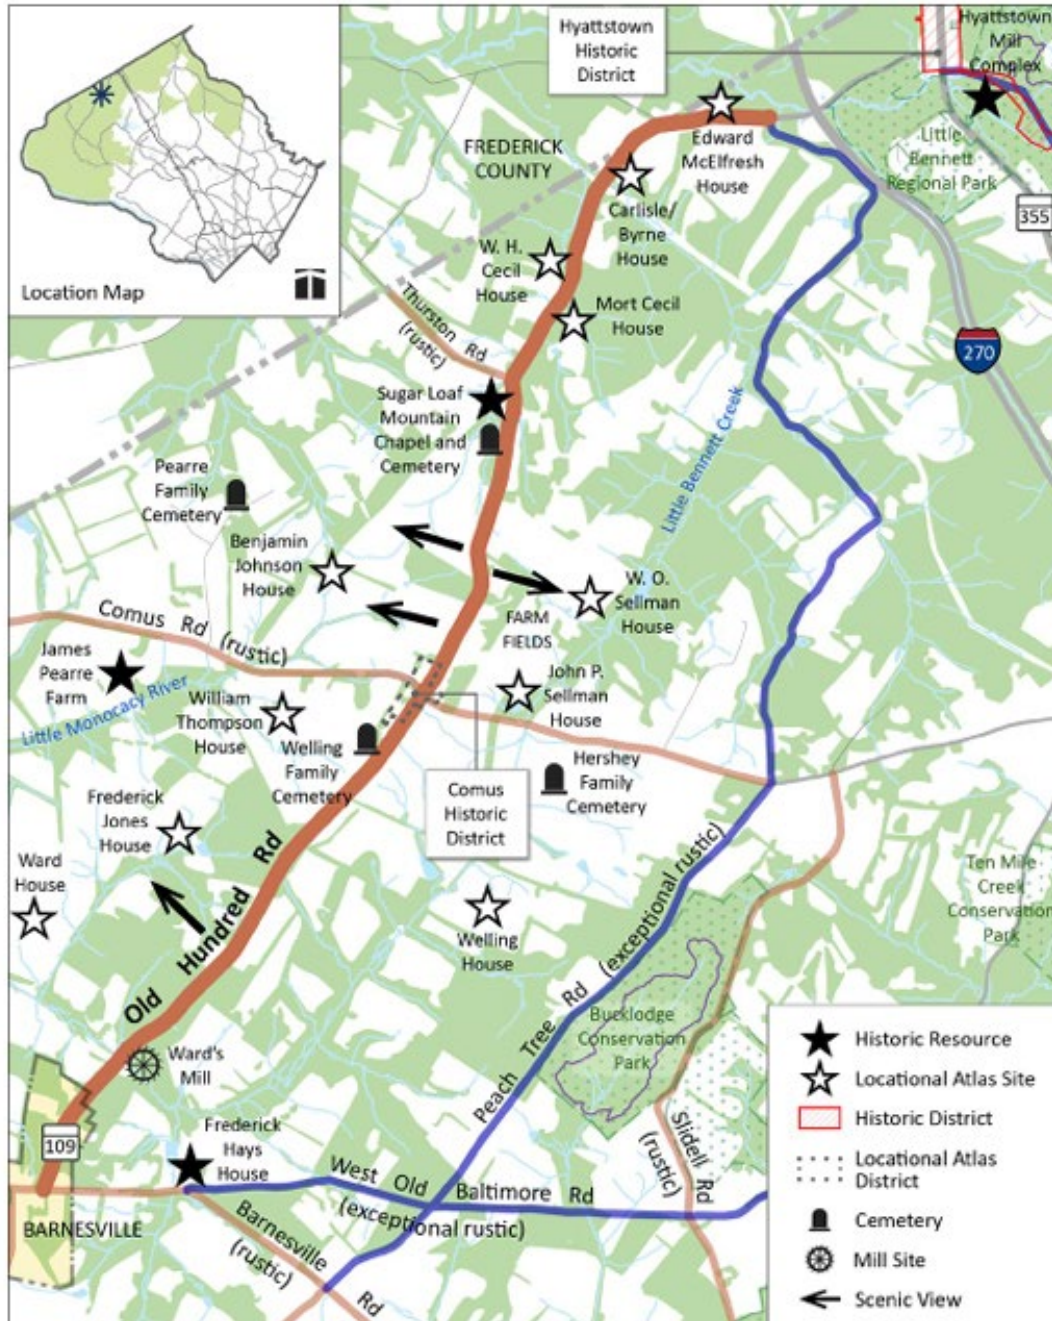 Location Map
Hyattstown
Historic
District
Hyattstown
Mill
Complex
FREDERICK
COUNTY
Edward
McElfresh
House
Little
Bennett
Regional Park
355
Carlisle/
Byrne
House
W. H.
Cecil
House
Mort Cecil
House
Thurston Rd
(rustic)
270
Sugar Loaf
Mountain
Chapel and
Cemetery
Little Bennett Creek
Pearre
Family
Cemetery
Benjamin
Johnson
House
W. O.
Sellman
House
FARM
FIELDS
Comus Rd (rustic)
James
Pearre
Farm
Little Monocacy River
William
Thompson
House
John P.
Sellman
House
Welling
Family
Cemetery
Hershey
Family
Cemetery
Comus
Historic
District
Frederick
Jones
House
Ward
House
Old Hundred Rd
Welling
House
Peach Tree Rd (exceptional rustic)
Ten Mile
Creek
Conservation
Park
Bucklodge
Conservation
Park
Ward's
Mill
109
Frederick
Hays
House
West Old Baltimore Rd
(exceptional rustic)
Slidell Rd
(rustic)
BARNESVILLE
Barnesville Rd
(rustic)
Historic Resource
Locational Atlas Site
Historic District
Locational Atlas
District
Cemetery
Mill Site
Scenic View